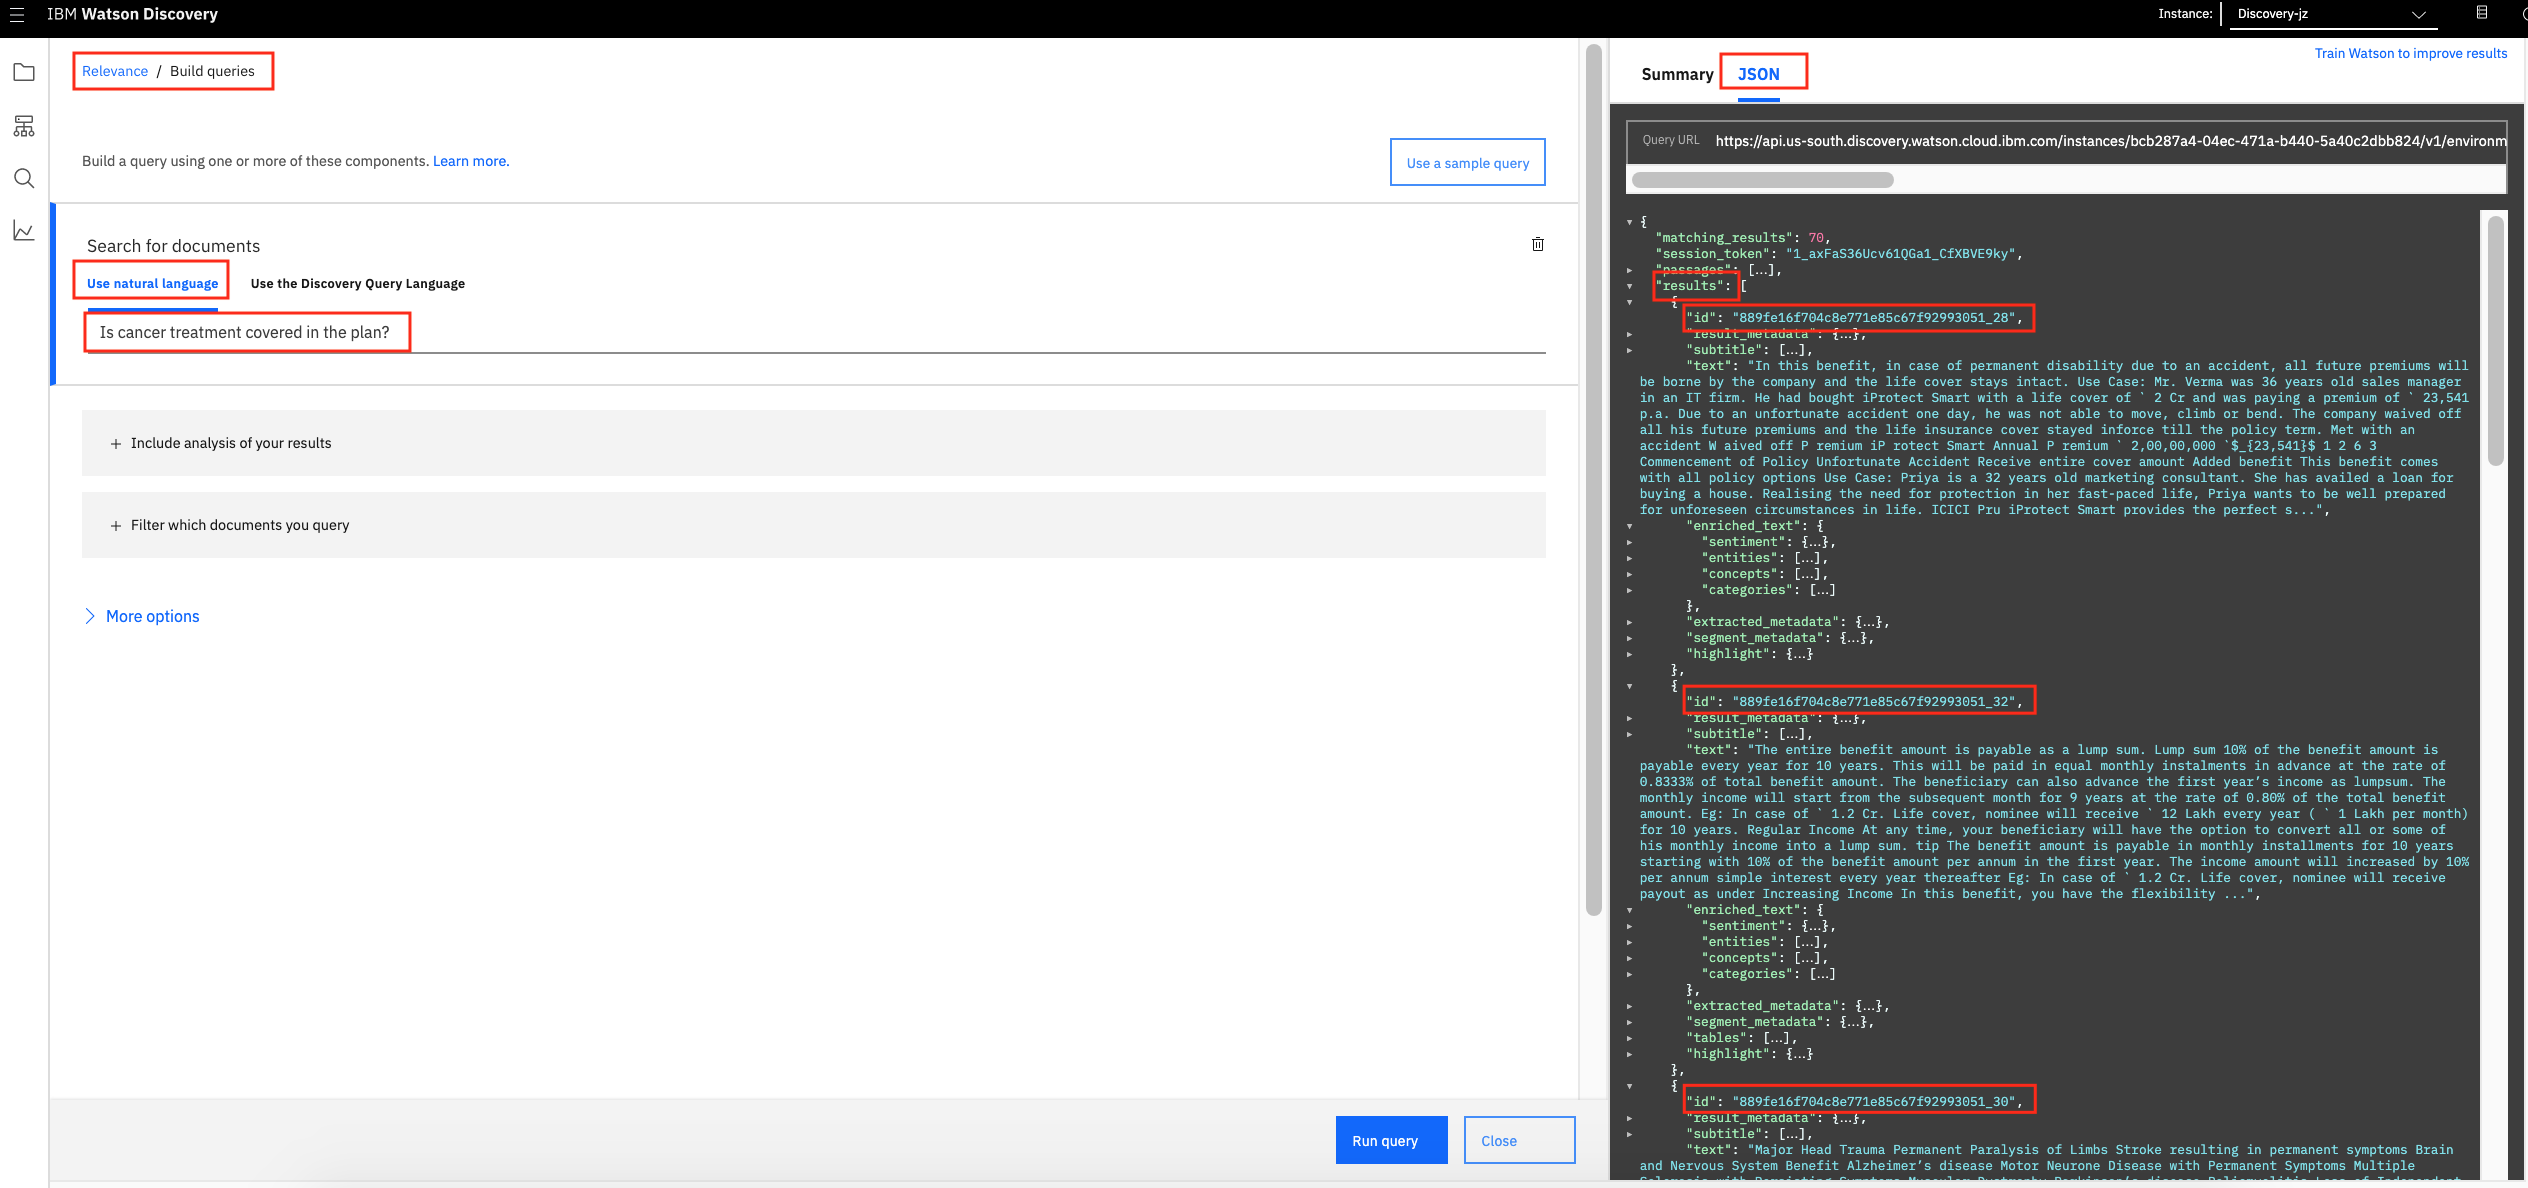 IBM Watson Discovery
Instance: Discovery-jz
Relevance / Build queries
Build a query using one or more of these components. Learn more.
Use a sample query
Search for documents
Use natural language Use the Discovery Query Language
Is cancer treatment covered in the plan?
+ Include analysis of your results
+ Filter which documents you query
More options
Run query Close
Train Watson to improve results
Summary JSON
Query URL https://api.us-south.discovery.watson.cloud.ibm.com/instances/bcb287a4-04ec-471a-b440-5a40c2dbb824/v1/environm
{
"matching_results": 70,
"session_token": "1_axFaS36Ucv61QGa1_CfXBVE9ky",
"passages": [...],
"results": [
{
"id": "889fe16f704c8e771e85c67f92993051_28",
"result_metadata": {...},
"subtitle": [...],
"text": "In this benefit, in case of permanent disability due to an accident, all future premiums will
be borne by the company and the life cover stays intact. Use Case: Mr. Verma was 36 years old sales manager
in an IT firm. He had bought iProtect Smart with a life cover of ` 2 Cr and was paying a premium of ` 23,541
p.a. Due to an unfortunate accident one day, he was not able to move, climb or bend. The company waived off
all his future premiums and the life insurance cover stayed inforce till the policy term. Met with an
accident W aived off P remium iP rotect Smart Annual P remium ` 2,00,00,000 `$_{23,541}$ 1 2 6 3
Commencement of Policy Unfortunate Accident Receive entire cover amount Added benefit This benefit comes
with all policy options Use Case: Priya is a 32 years old marketing consultant. She has availed a loan for
buying a house. Realising the need for protection in her fast-paced life, Priya wants to be well prepared
for unforeseen circumstances in life. ICICI Pru iProtect Smart provides the perfect s...",
"enriched_text": {
"sentiment": {...},
"entities": [...],
"concepts": [...],
"categories": [...]
},
"extracted_metadata": {...},
"segment_metadata": {...},
"highlight": {...}
},
{
"id": "889fe16f704c8e771e85c67f92993051_32",
"result_metadata": {...},
"subtitle": [...],
"text": "The entire benefit amount is payable as a lump sum. Lump sum 10% of the benefit amount is
payable every year for 10 years. This will be paid in equal monthly instalments in advance at the rate of
0.8333% of total benefit amount. The beneficiary can also advance the first year's income as lumpsum. The
monthly income will start from the subsequent month for 9 years at the rate of 0.80% of the total benefit
amount. Eg: In case of ` 1.2 Cr. Life cover, nominee will receive ` 12 Lakh every year ( ` 1 Lakh per month)
for 10 years. Regular Income At any time, your beneficiary will have the option to convert all or some of
his monthly income into a lump sum. tip The benefit amount is payable in monthly installments for 10 years
starting with 10% of the benefit amount per annum in the first year. The income amount will increased by 10%
per annum simple interest every year thereafter Eg: In case of ` 1.2 Cr. Life cover, nominee will receive
payout as under Increasing Income In this benefit, you have the flexibility ...",
"enriched_text": {
"sentiment": {...},
"entities": [...],
"concepts": [...],
"categories": [...]
},
"extracted_metadata": {...},
"segment_metadata": {...},
"tables": [...],
"highlight": {...}
},
{
"id": "889fe16f704c8e771e85c67f92993051_30",
"result_metadata": {...},
"subtitle": [...],
"text": "Major Head Trauma Permanent Paralysis of Limbs Stroke resulting in permanent symptoms Brain
and Nervous System Benefit Alzheimer's disease Motor Neurone Disease with Permanent Symptoms Multiple